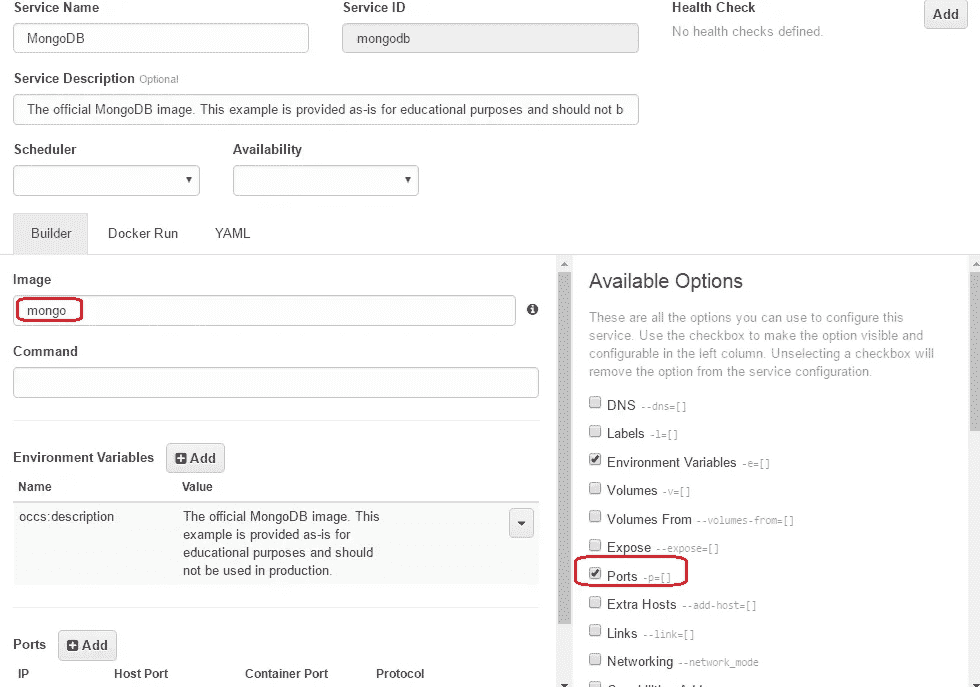 Service Name
Service ID
Health Check
Add
MongoDB
mongodb
No health checks defined.
Service Description Optional
The official MongoDB image. This example is provided as-is for educational purposes and should not b
Scheduler
Availability
Builder
Docker Run
YAML
Image
mongo
Command
Environment Variables
Add
Name
Value
occs:description
The official MongoDB image. This
example is provided as-is for
educational purposes and should
not be used in production.
Ports
Add
IP
Host Port
Container Port
Protocol
Available Options
These are all the options you can use to configure this
service. Use the checkbox to make the option visible and
configurable in the left column. Unselecting a checkbox will
remove the option from the service configuration.
DNS --dns=[]
Labels -l=[]
Environment Variables -e=[]
Volumes -v=[]
Volumes From --volumes-from=[]
Expose --expose=[]
Ports -p=[]
Extra Hosts --add-host=[]
Links --link=[]
Networking --network_mode